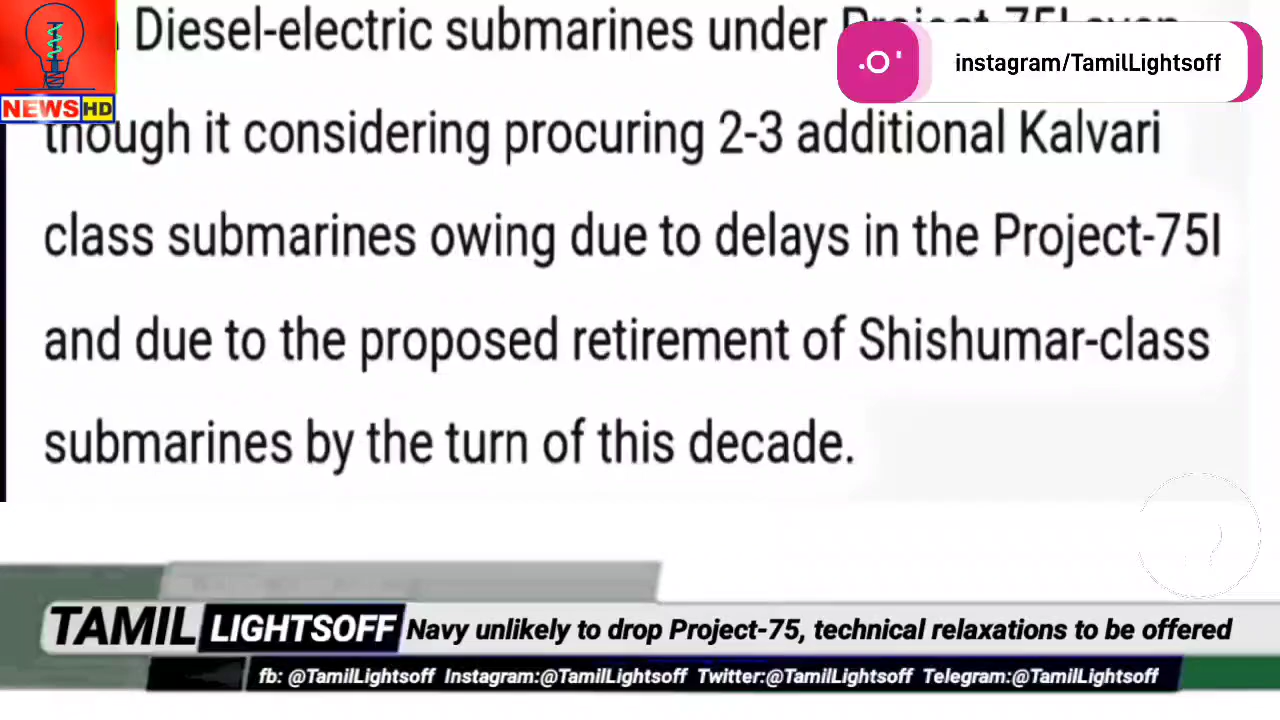 Diesel-electric submarines under Project-75I even
though it considering procuring 2-3 additional Kalvari
class submarines owing due to delays in the Project-75I
and due to the proposed retirement of Shishumar-class
submarines by the turn of this decade.
instagram/TamilLightsoff
NEWS HD
TAMIL LIGHTSOFF Navy unlikely to drop Project-75, technical relaxations to be offered
fb: @TamilLightsoff Instagram:@TamilLightsoff Twitter:@TamilLightsoff Telegram:@TamilLightsoff